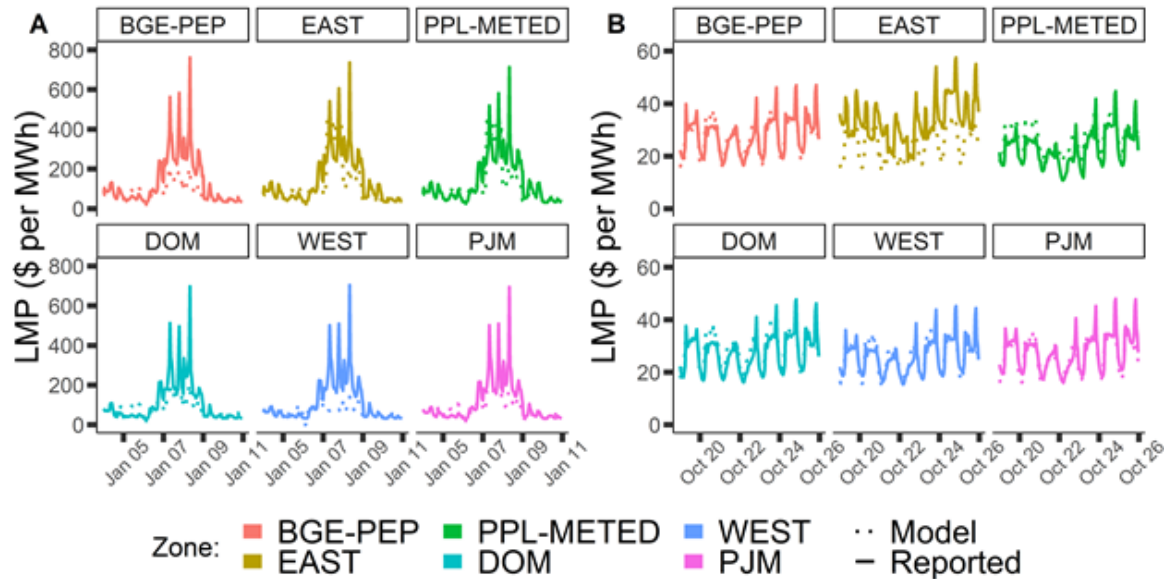 A
BGE-PEP
EAST
PPL-METED
B
BGE-PEP
EAST
PPL-METED
LMP ($ per MWh)
800
600
400
200
0
LMP ($ per MWh)
60
40
20
0
DOM
WEST
PJM
DOM
WEST
PJM
800
600
400
200
0
60
40
20
0
Jan 05
Jan 07
Jan 09
Jan 11
Jan 05
Jan 07
Jan 09
Jan 11
Jan 05
Jan 07
Jan 09
Jan 11
Oct 20
Oct 22
Oct 24
Oct 26
Oct 20
Oct 22
Oct 24
Oct 26
Oct 20
Oct 22
Oct 24
Oct 26
Zone:
BGE-PEP
PPL-METED
WEST
Model
EAST
DOM
PJM
Reported